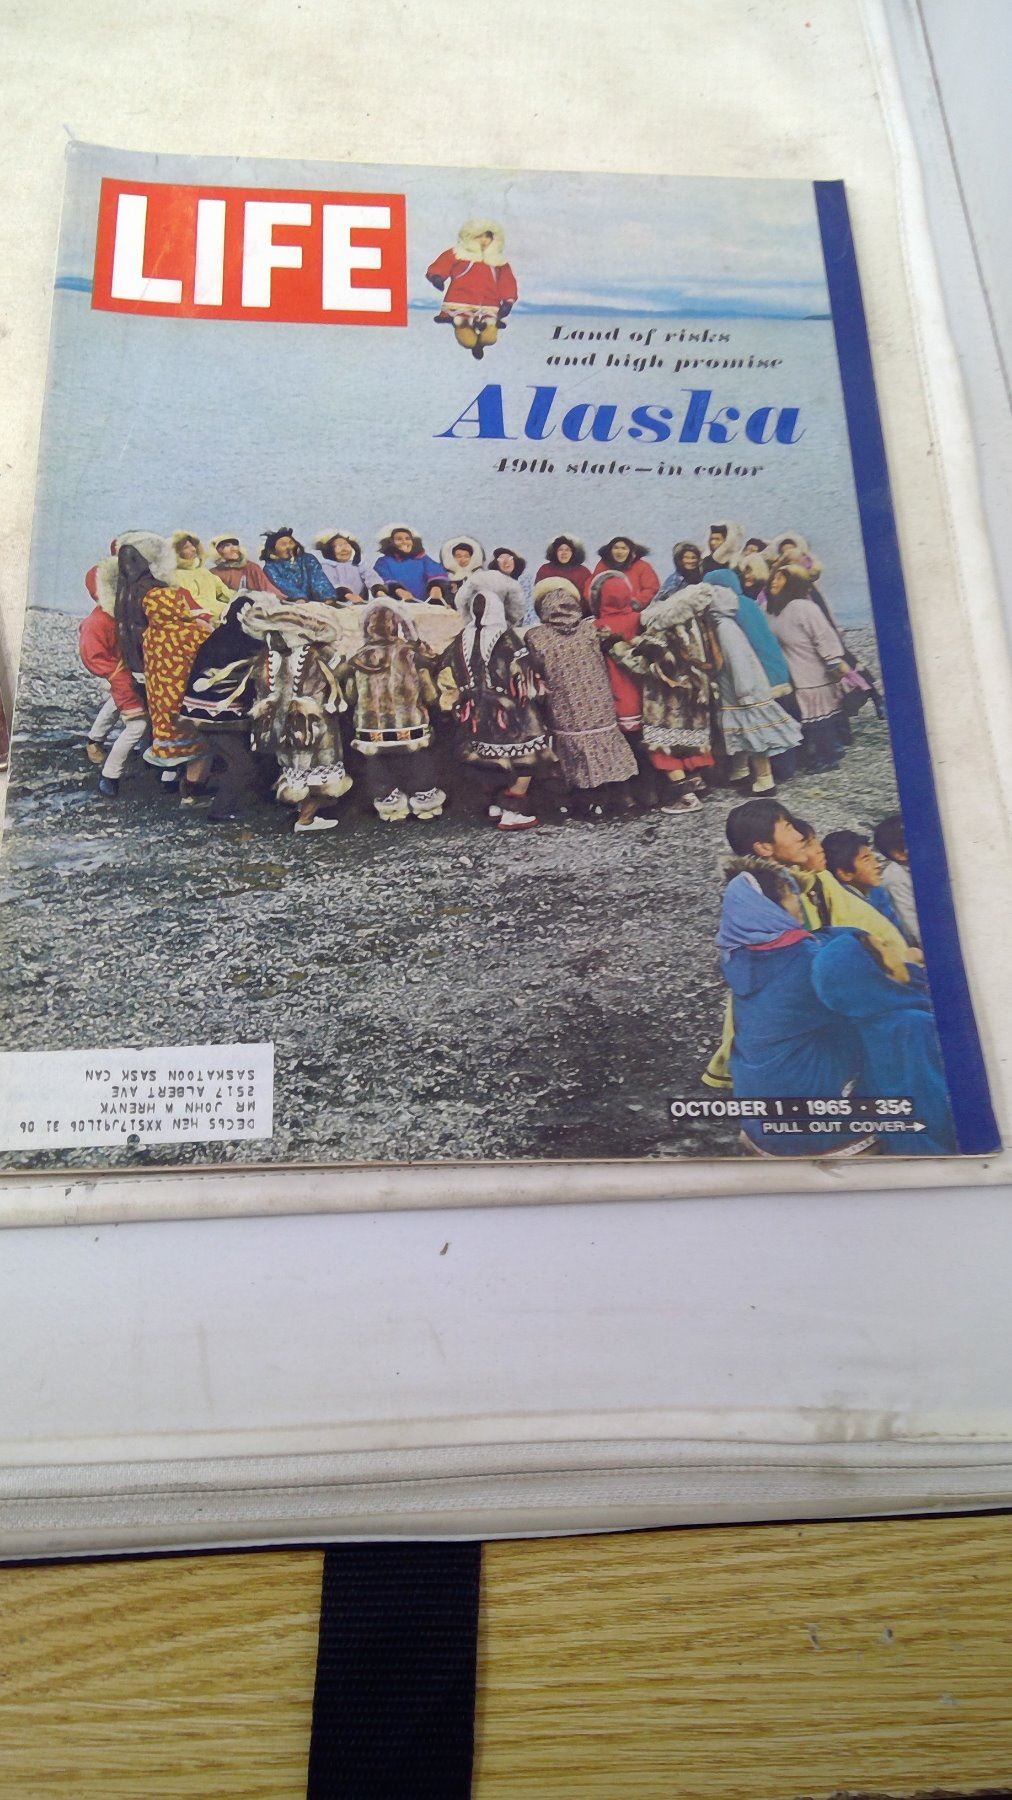 LIFE
Land of risks
and high promise
Alaska
49th state—in color
OCTOBER 1 · 1965 · 35¢
PULL OUT COVER→
DEC65 HEN XXS17J91L06 31 06
MR JOHN W HRENYK
2517 ALBERT AVE
SASKATOON SASK CAN